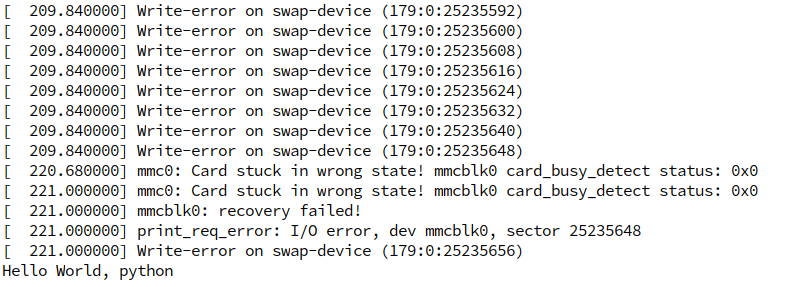 [  209.840000] Write-error on swap-device (179:0:25235592)
[  209.840000] Write-error on swap-device (179:0:25235600)
[  209.840000] Write-error on swap-device (179:0:25235608)
[  209.840000] Write-error on swap-device (179:0:25235616)
[  209.840000] Write-error on swap-device (179:0:25235624)
[  209.840000] Write-error on swap-device (179:0:25235632)
[  209.840000] Write-error on swap-device (179:0:25235640)
[  209.840000] Write-error on swap-device (179:0:25235648)
[  220.680000] mmc0: Card stuck in wrong state! mmcblk0 card_busy_detect status: 0x0
[  221.000000] mmc0: Card stuck in wrong state! mmcblk0 card_busy_detect status: 0x0
[  221.000000] mmcblk0: recovery failed!
[  221.000000] print_req_error: I/O error, dev mmcblk0, sector 25235648
[  221.000000] Write-error on swap-device (179:0:25235656)
Hello World, python